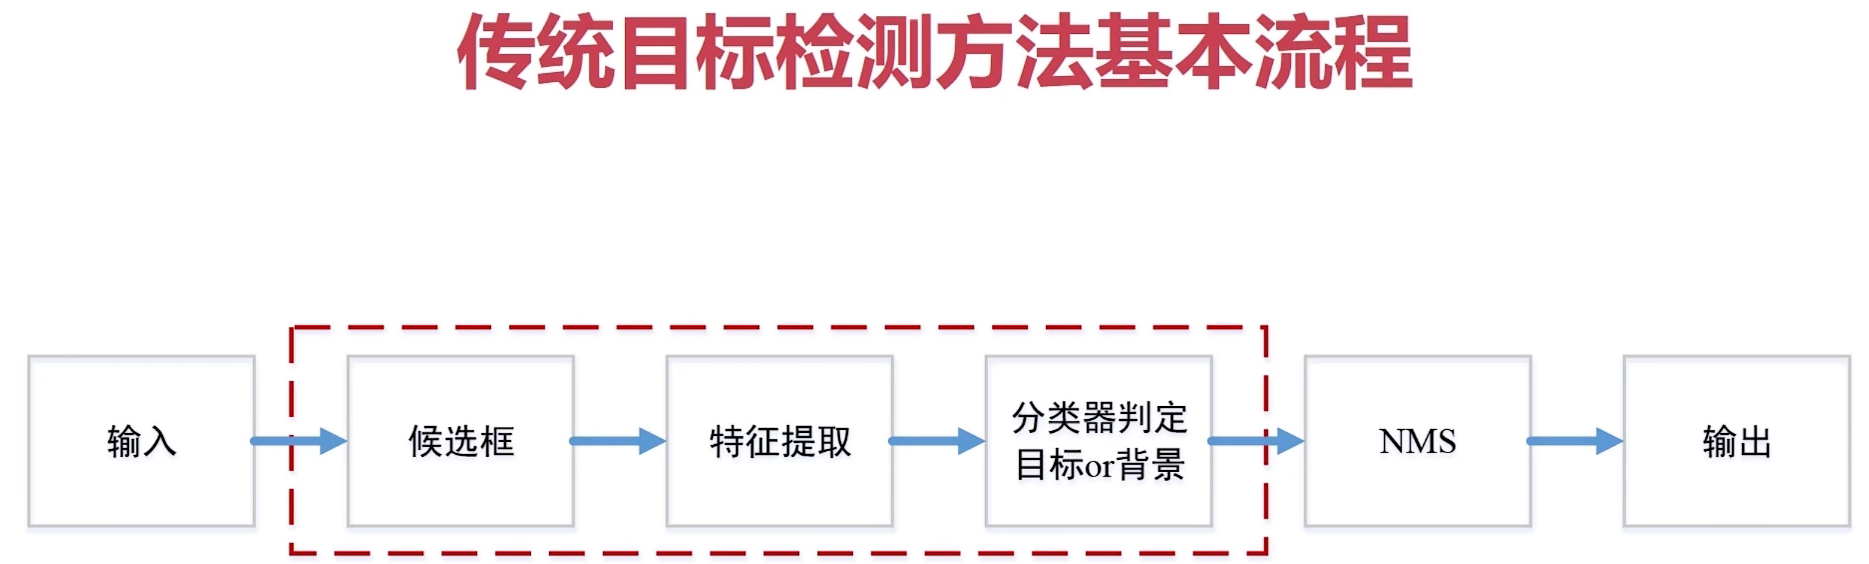 传统目标检测方法基本流程
输入
候选框
特征提取
分类器判定
目标or背景
NMS
输出